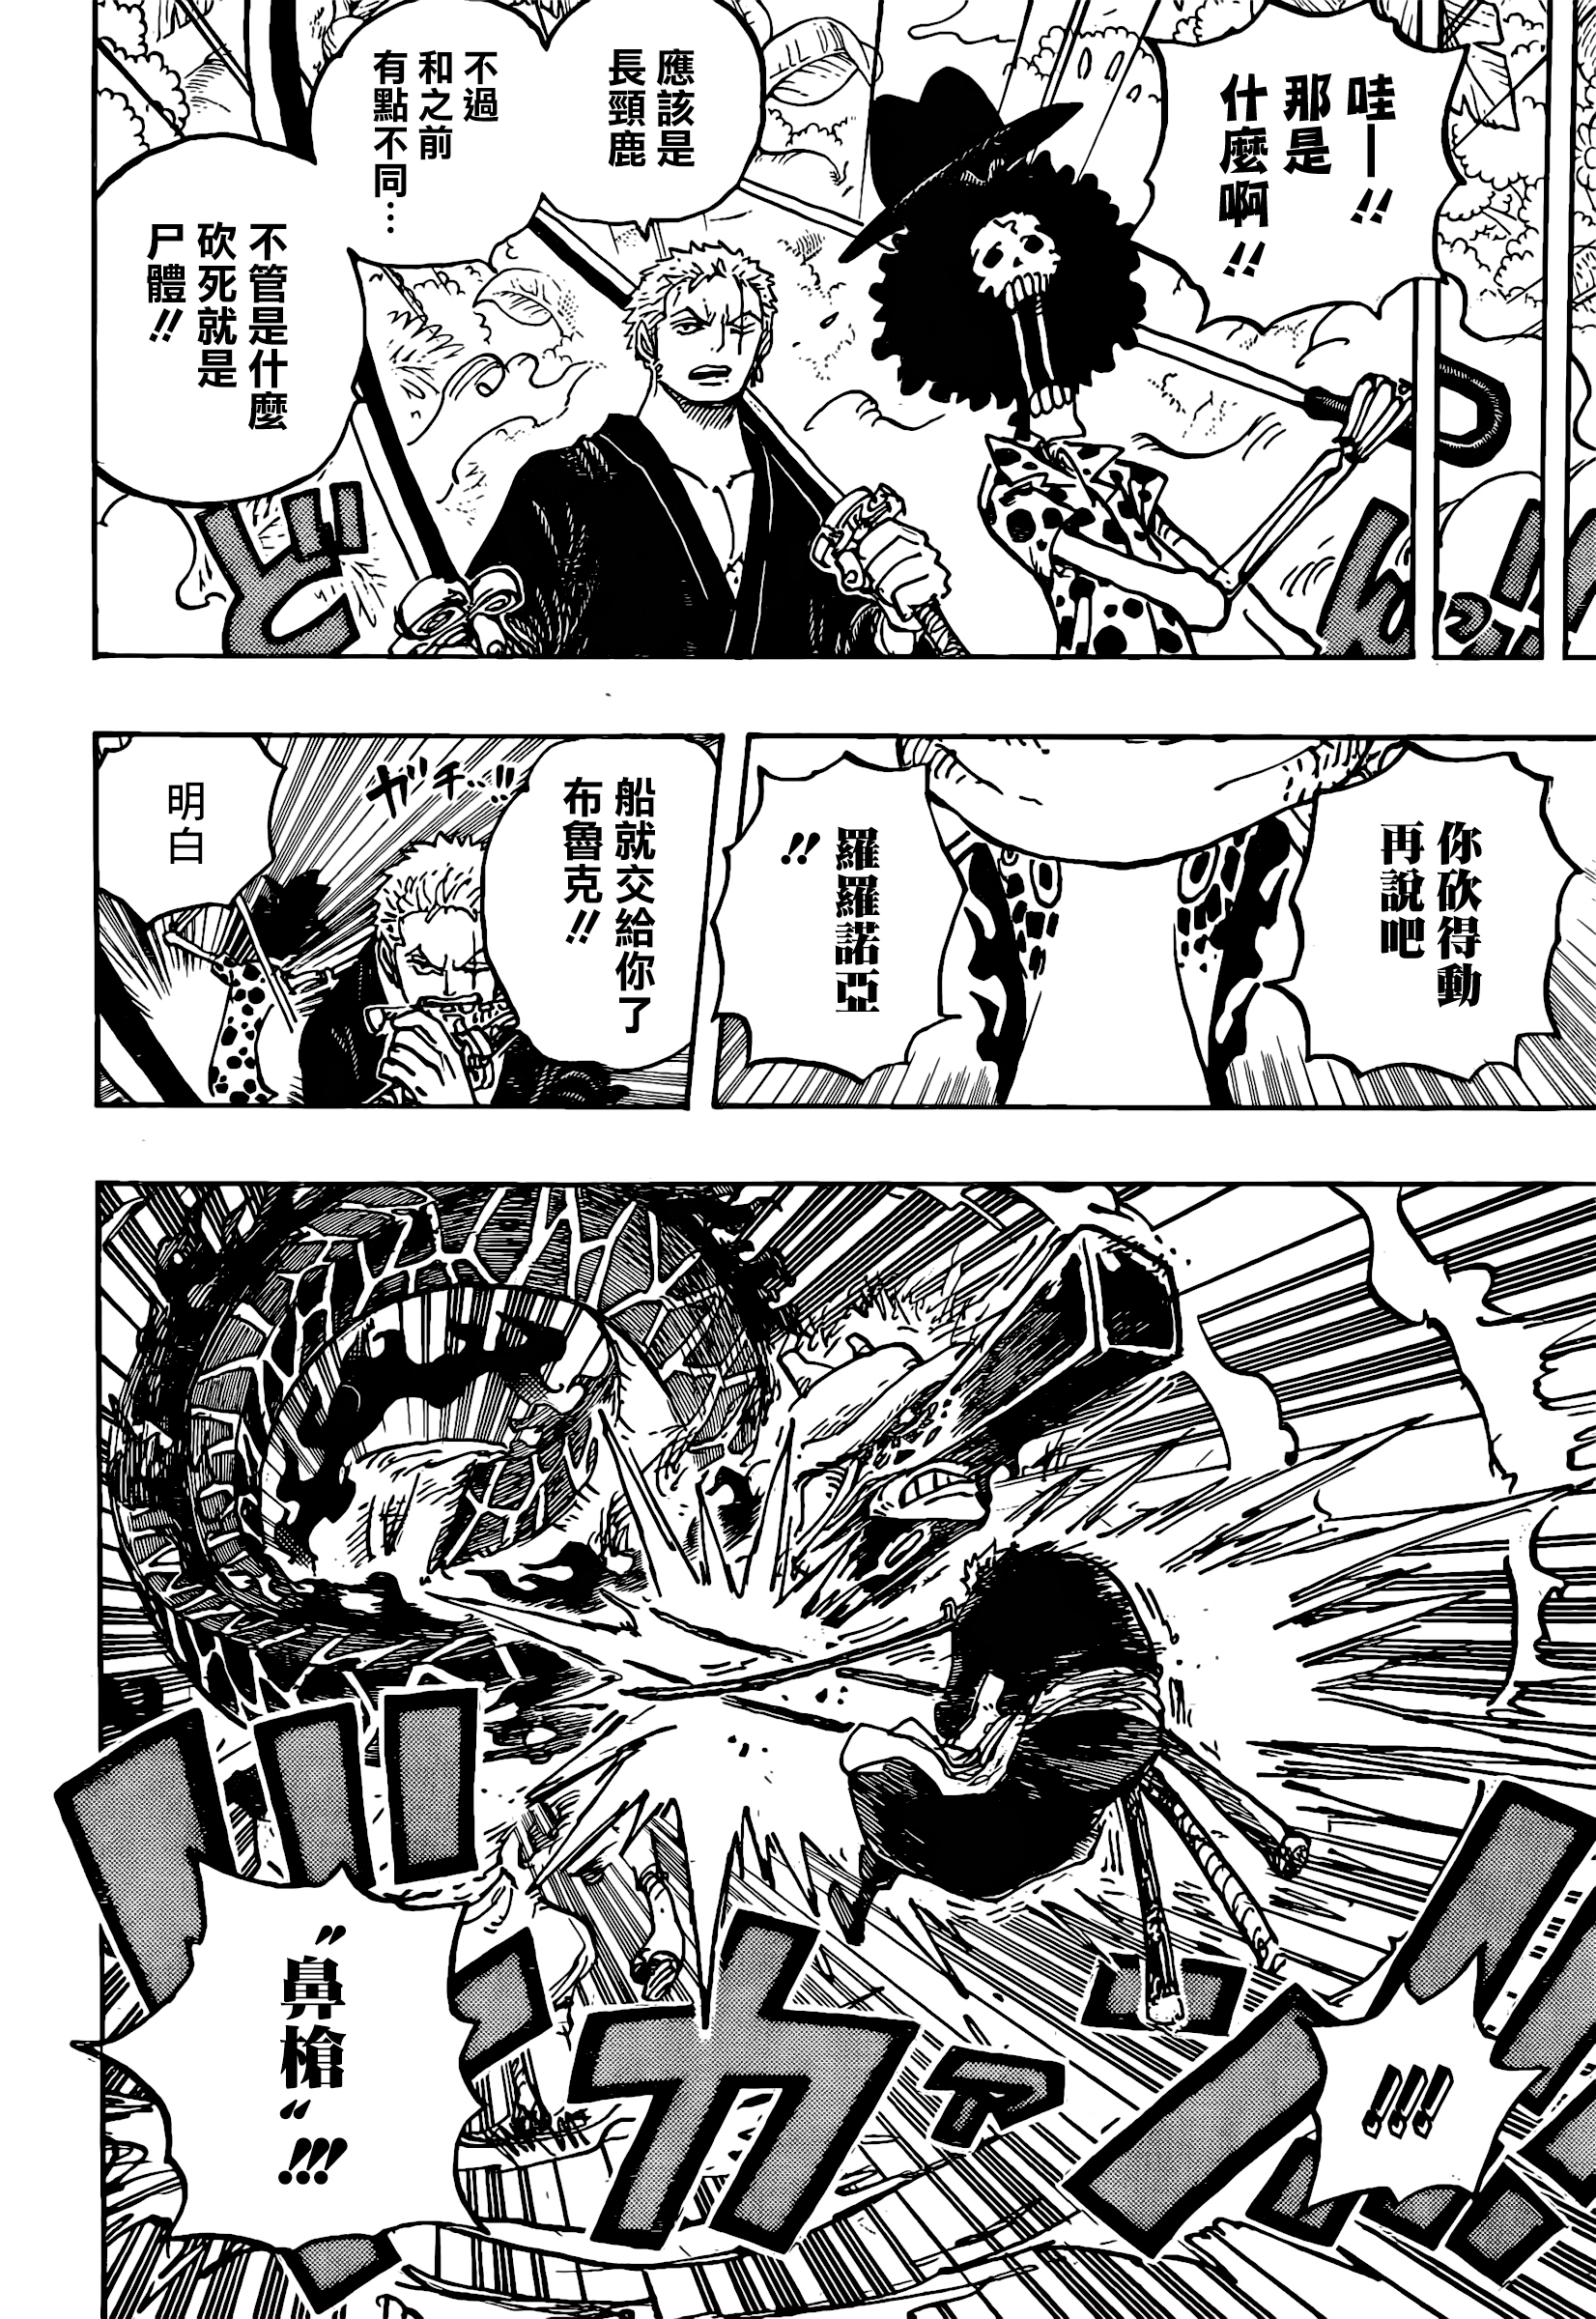 哇—!!
那是
什麼啊!!
應該是
長頸鹿
不過
和之前
有點不同…
不管是什麼
砍死就是
尸體!!
ド
你砍得動
再說吧
羅羅諾亞
!!
船就交給你了
布魯克!!
ガチ…!!
明白
!!!
ガァ
“鼻槍”!!!